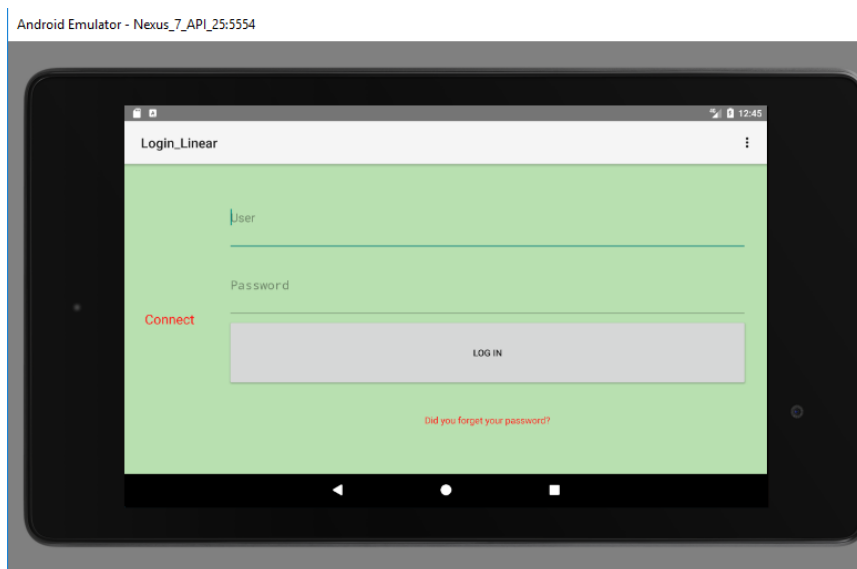 Android Emulator - Nexus_7_API_25:5554
12:45
Login_Linear
User
Password
Connect
LOG IN
Did you forget your password?